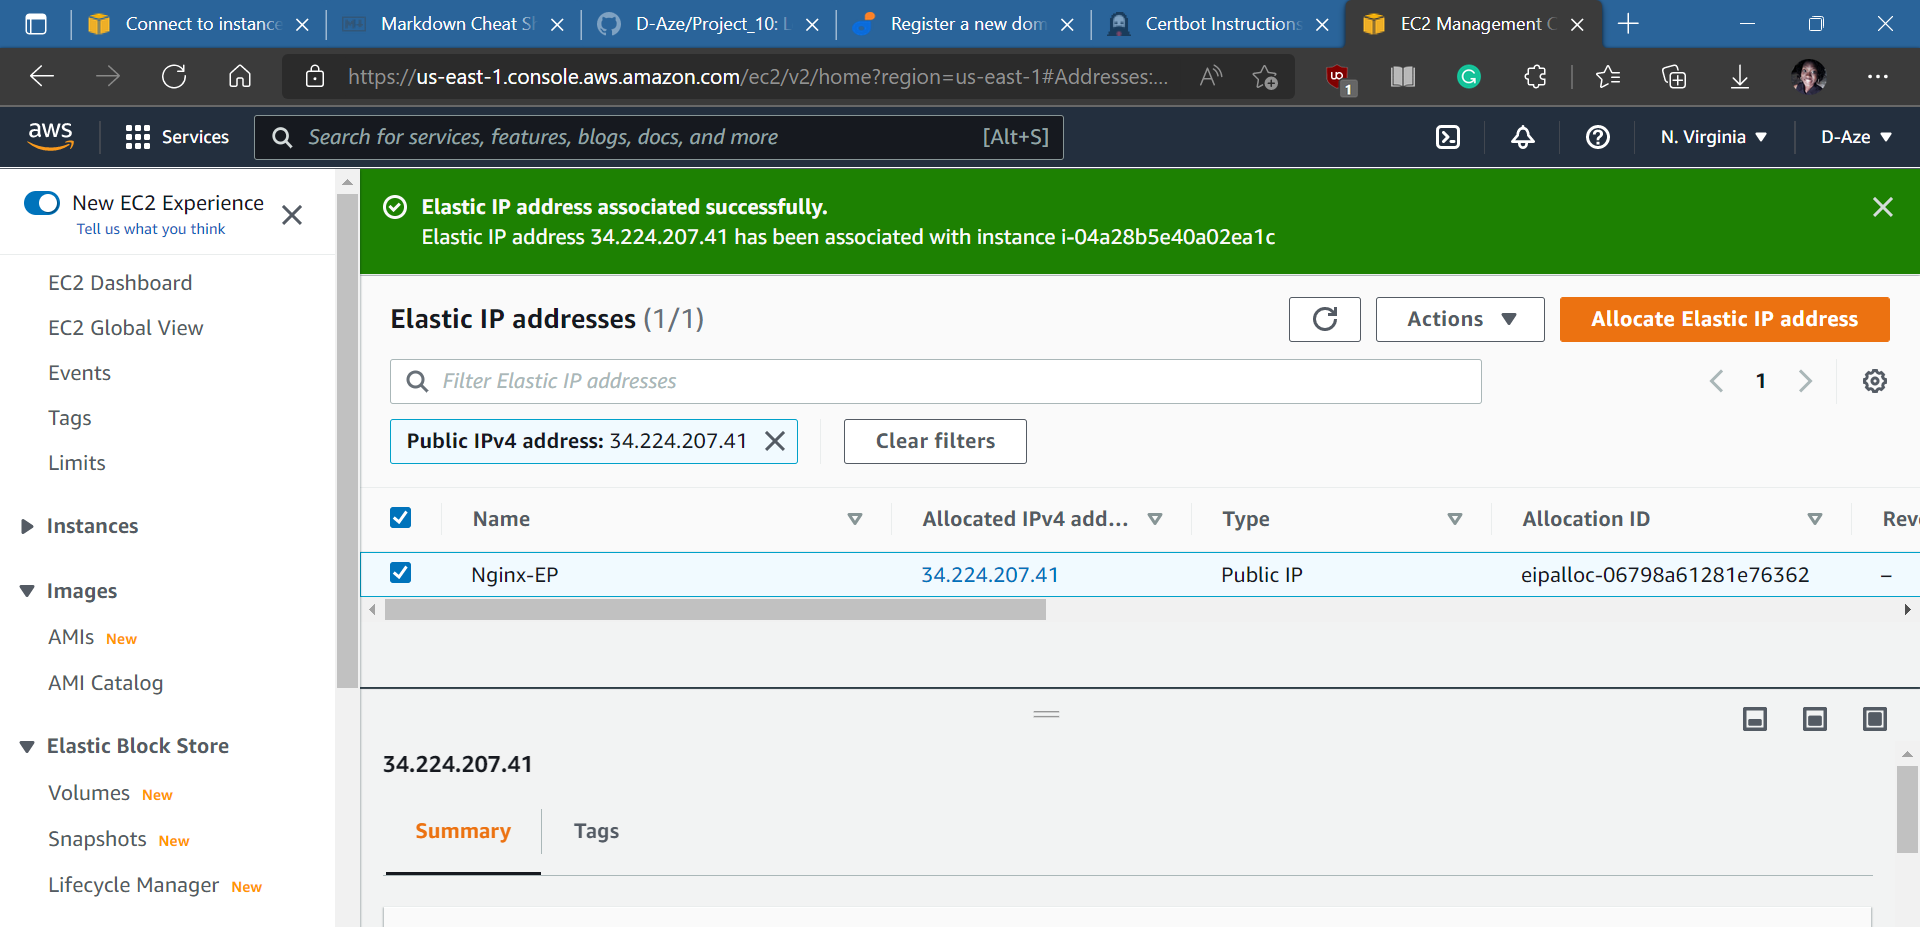 Connect to instance
Markdown Cheat S
D-Aze/Project_10: L
Register a new dom
Certbot Instructions
EC2 Management C
https://us-east-1.console.aws.amazon.com/ec2/v2/home?region=us-east-1#Addresses:...
1
aws
Services
Search for services, features, blogs, docs, and more
[Alt+S]
N. Virginia
D-Aze
New EC2 Experience
Tell us what you think
EC2 Dashboard
EC2 Global View
Events
Tags
Limits
Instances
Images
AMIs New
AMI Catalog
Elastic Block Store
Volumes New
Snapshots New
Lifecycle Manager New
Elastic IP address associated successfully.
Elastic IP address 34.224.207.41 has been associated with instance i-04a28b5e40a02ea1c
Elastic IP addresses (1/1)
Actions
Allocate Elastic IP address
Filter Elastic IP addresses
1
Public IPv4 address: 34.224.207.41
Clear filters
Name
Allocated IPv4 add...
Type
Allocation ID
Rev
Nginx-EP
34.224.207.41
Public IP
eipalloc-06798a61281e76362
–
34.224.207.41
Summary
Tags